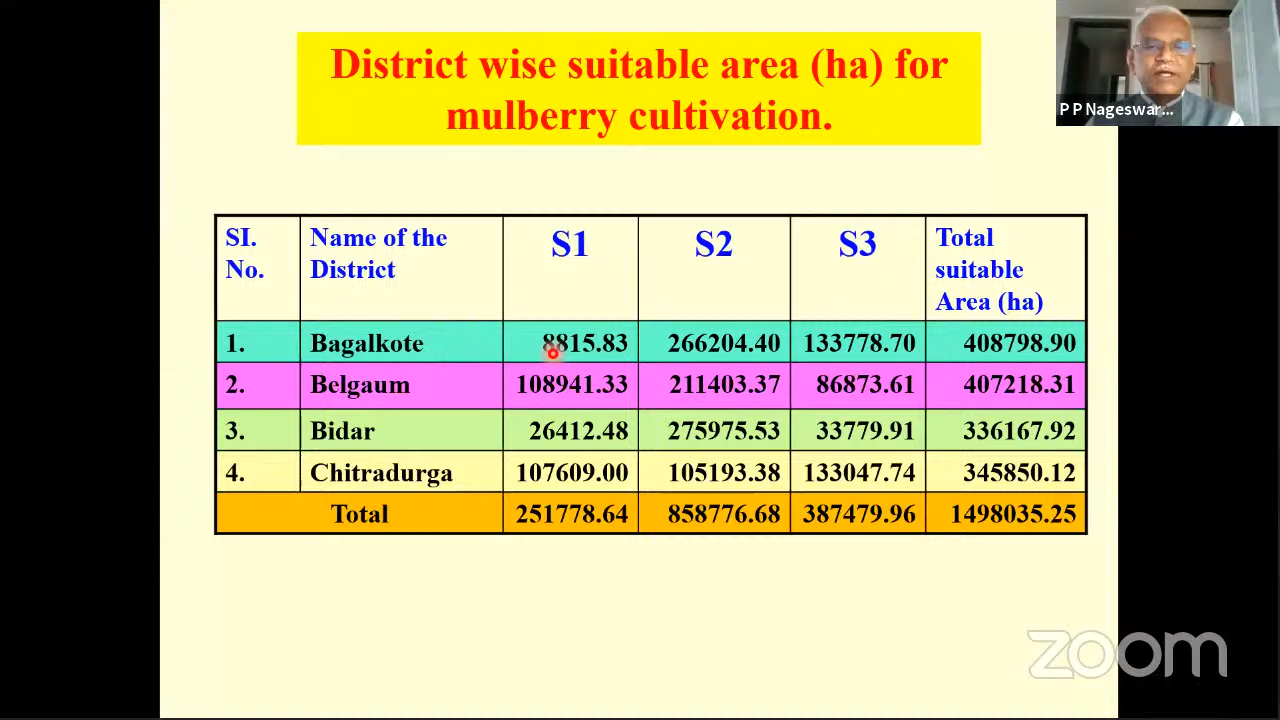 District wise suitable area (ha) for
mulberry cultivation.
P P Nageswar...
SI. No. Name of the District S1 S2 S3 Total suitable Area (ha)
1. Bagalkote 8815.83 266204.40 133778.70 408798.90
2. Belgaum 108941.33 211403.37 86873.61 407218.31
3. Bidar 26412.48 275975.53 33779.91 336167.92
4. Chitradurga 107609.00 105193.38 133047.74 345850.12
Total 251778.64 858776.68 387479.96 1498035.25
zoom